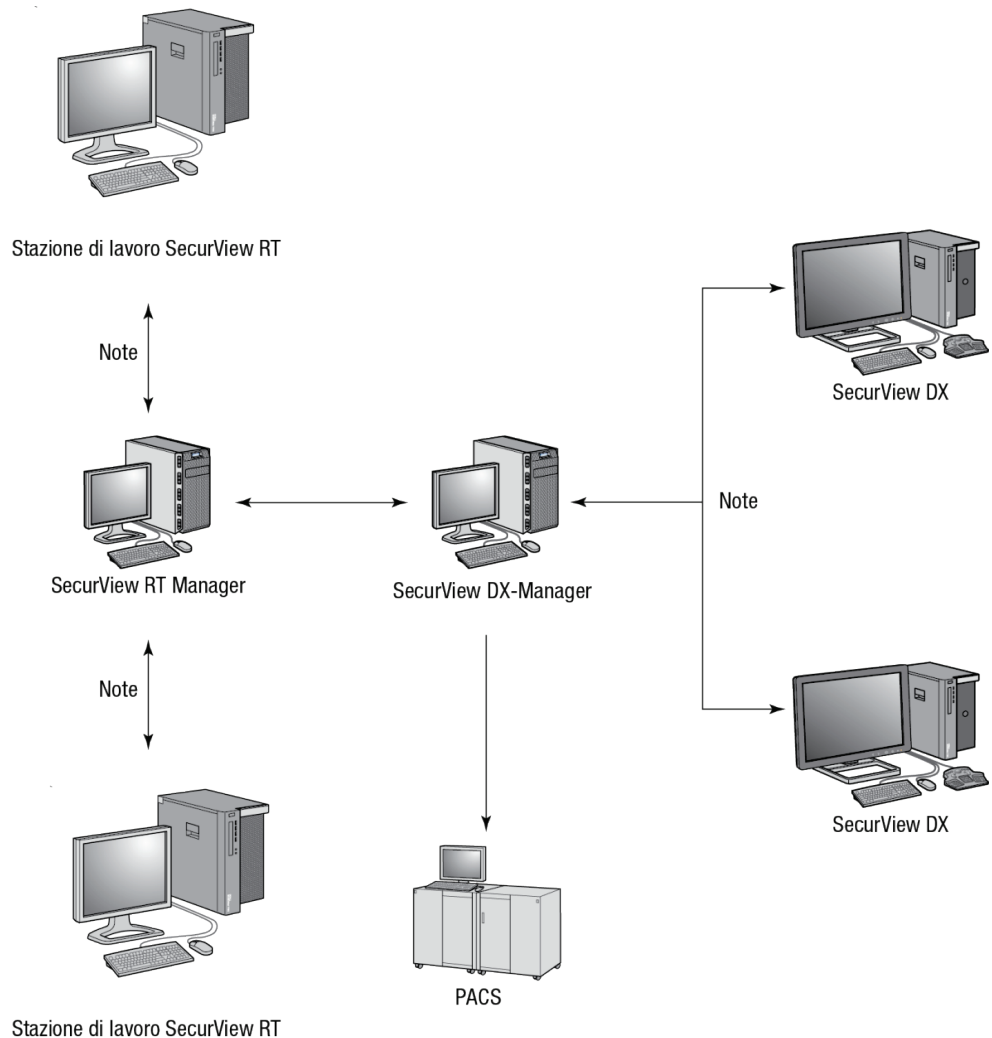 Stazione di lavoro SecurView RT
Note
SecurView DX
Note
SecurView RT Manager
SecurView DX-Manager
Note
SecurView DX
PACS
Stazione di lavoro SecurView RT